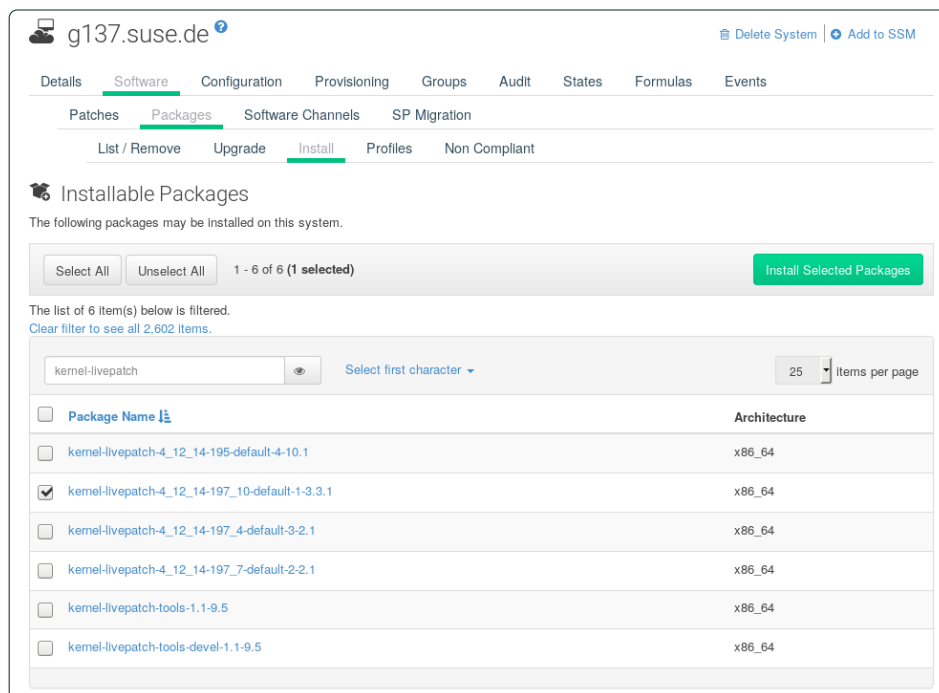 g137.suse.de ?
Delete System | Add to SSM
Details Software Configuration Provisioning Groups Audit States Formulas Events
Patches Packages Software Channels SP Migration
List / Remove Upgrade Install Profiles Non Compliant
Installable Packages
The following packages may be installed on this system.
Select All Unselect All 1 - 6 of 6 (1 selected) Install Selected Packages
The list of 6 item(s) below is filtered.
Clear filter to see all 2,602 items.
kernel-livepatch Select first character 25 items per page
Package Name Architecture
kernel-livepatch-4_12_14-195-default-4-10.1 x86_64
kernel-livepatch-4_12_14-197_10-default-1-3.3.1 x86_64
kernel-livepatch-4_12_14-197_4-default-3-2.1 x86_64
kernel-livepatch-4_12_14-197_7-default-2-2.1 x86_64
kernel-livepatch-tools-1.1-9.5 x86_64
kernel-livepatch-tools-devel-1.1-9.5 x86_64